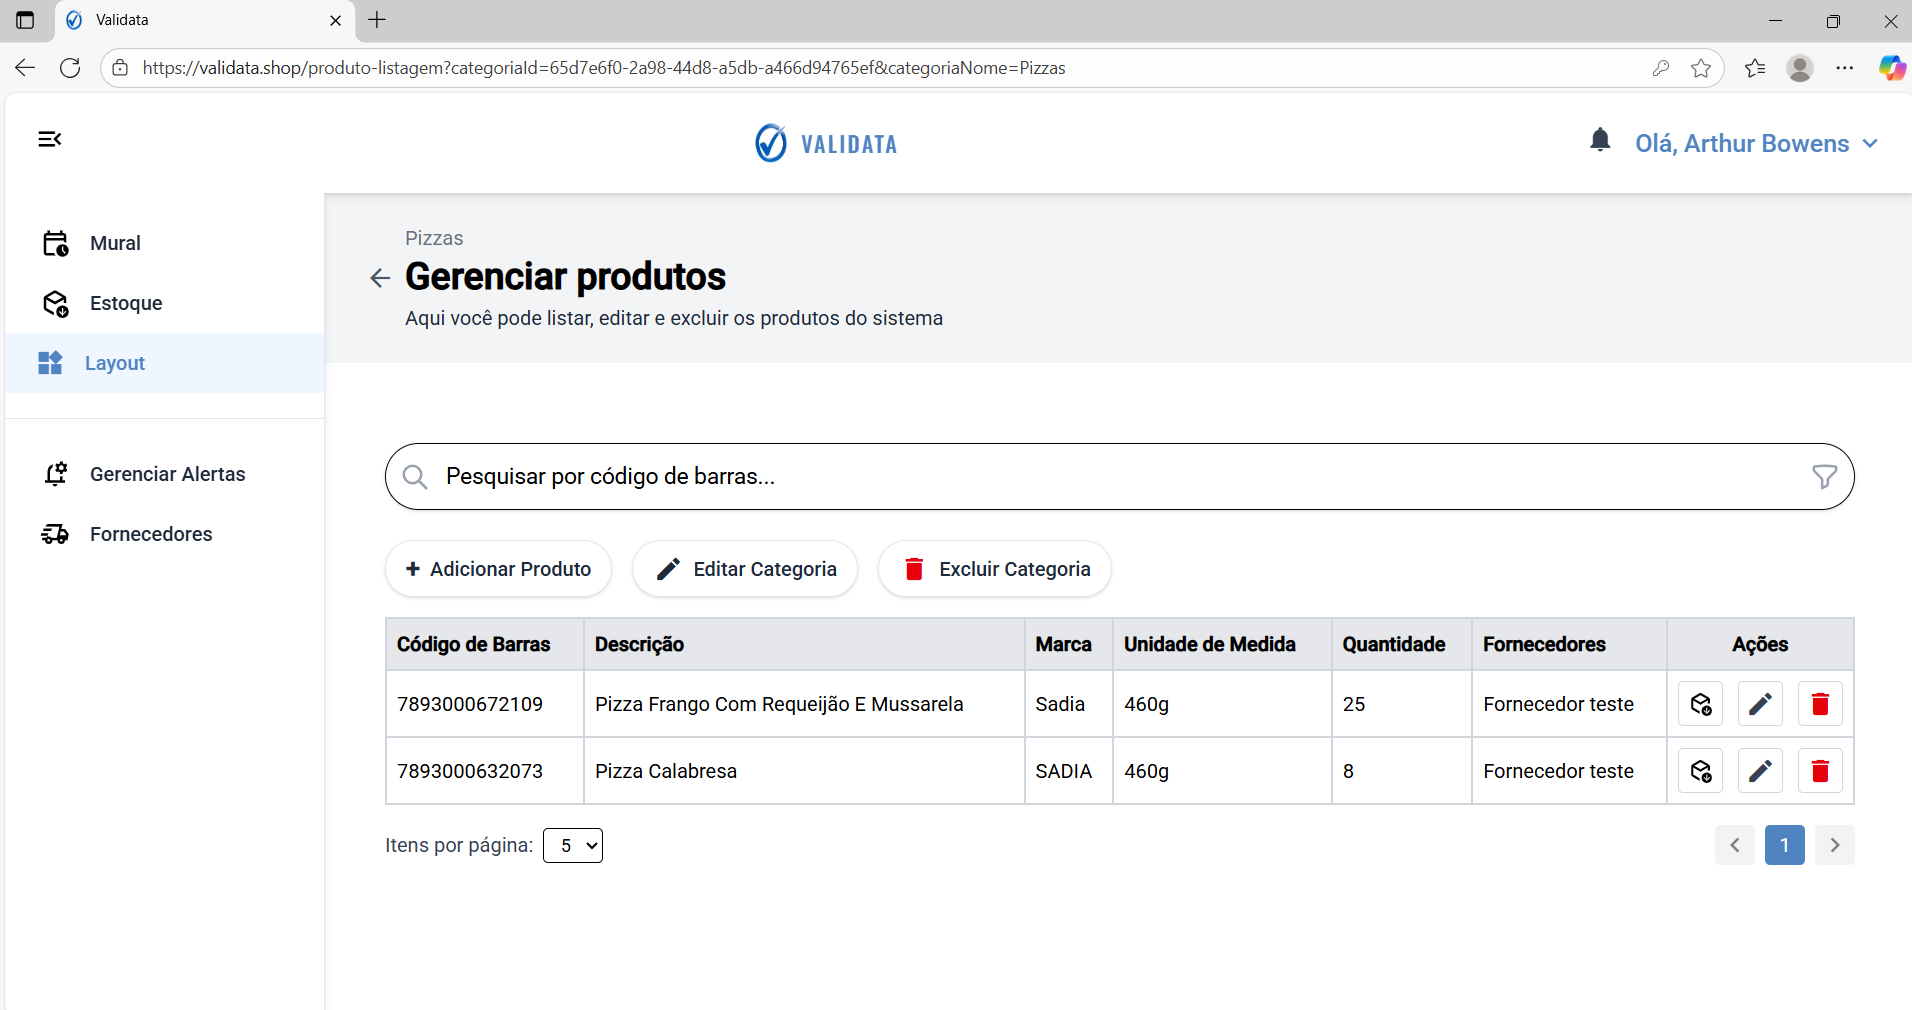 Validata
https://validata.shop/produto-listagem?categoriaId=65d7e6f0-2a98-44d8-a5db-a466d94765ef&categoriaNome=Pizzas
VALIDATA
Olá, Arthur Bowens
Mural
Estoque
Layout
Gerenciar Alertas
Fornecedores
Pizzas
Gerenciar produtos
Aqui você pode listar, editar e excluir os produtos do sistema
Pesquisar por código de barras...
+ Adicionar Produto
Editar Categoria
Excluir Categoria
Código de Barras Descrição Marca Unidade de Medida Quantidade Fornecedores Ações
7893000672109 Pizza Frango Com Requeijão E Mussarela Sadia 460g 25 Fornecedor teste
7893000632073 Pizza Calabresa SADIA 460g 8 Fornecedor teste
Itens por página: 5
1